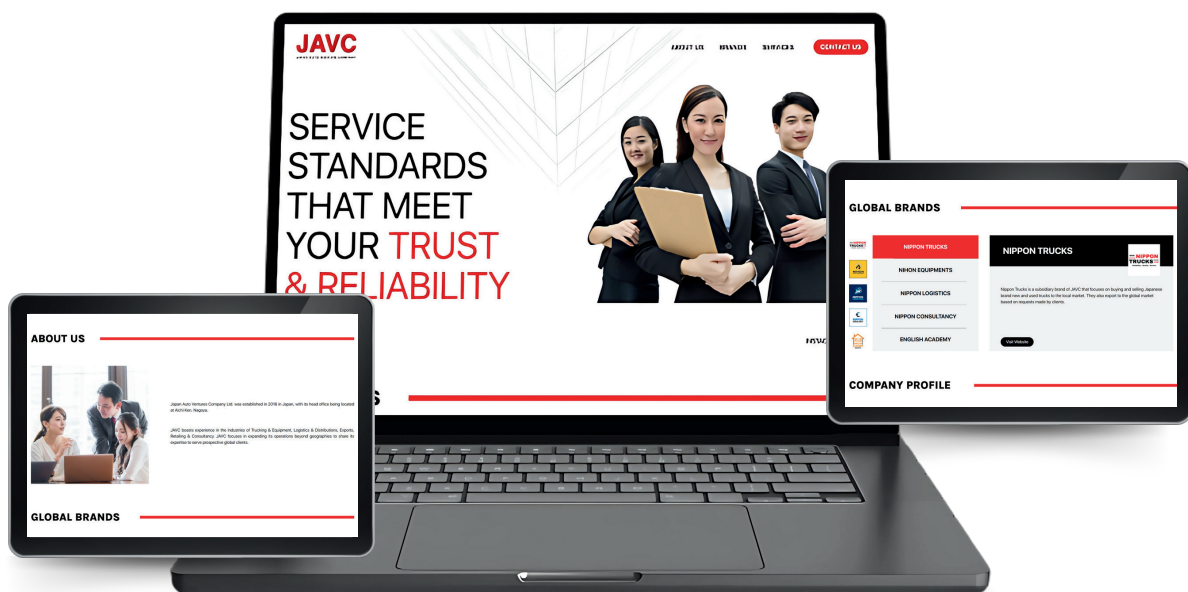 JAVC
CONTACT US
SERVICE
STANDARDS
THAT MEET
YOUR TRUST
& RELIABILITY
ABOUT US
Japan Auto Ventures Company Ltd. was established in 2016 in Japan, with its head office being located
at Aichi Ken, Nagoya.
JAVC boasts experience in the industries of Trucking & Equipment, Logistics & Distributions, Exports,
Retailing & Consultancy. JAVC focuses in expanding its operations beyond geographies to share its
expertise to serve prospective global clients.
GLOBAL BRANDS
GLOBAL BRANDS
NIPPON TRUCKS
NIHON EQUIPMENTS
NIPPON LOGISTICS
NIPPON CONSULTANCY
ENGLISH ACADEMY
NIPPON TRUCKS
NIPPON
TRUCKS
Nippon Trucks is a subsidiary brand of JAVC that focuses on buying and selling Japanese
brand new and used trucks to the local market. They also export to the global market
based on requests made by clients.
Visit Website
COMPANY PROFILE